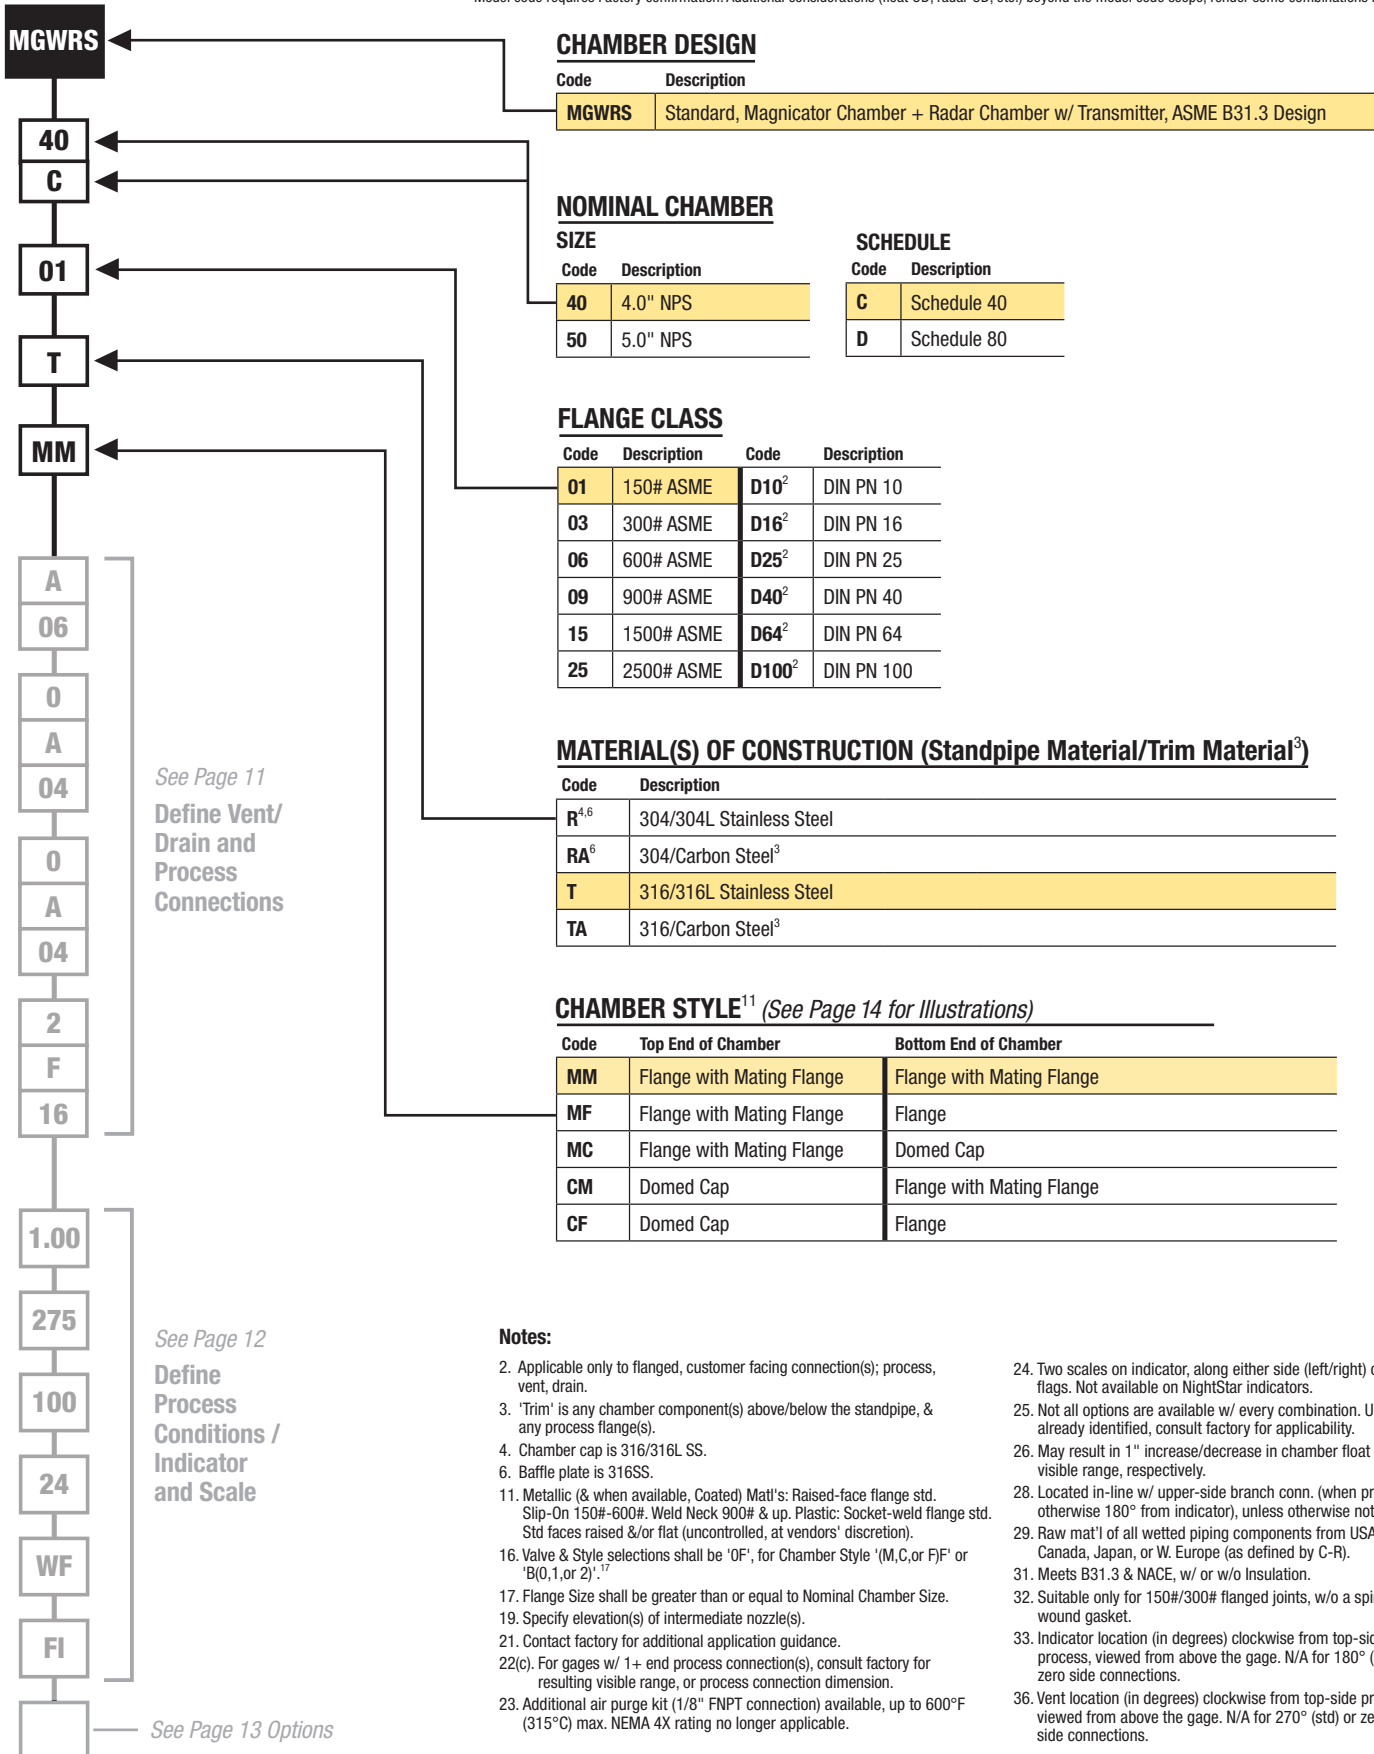 MGWRS
40
C
01
T
MM
A
06
0
A
04
0
A
04
2
F
16
See Page 11
Define Vent/
Drain and
Process
Connections
1.00
275
100
24
WF
FI
See Page 12
Define
Process
Conditions /
Indicator
and Scale
See Page 13 Options
CHAMBER DESIGN
Code Description
MGWRS Standard, Magnicator Chamber + Radar Chamber w/ Transmitter, ASME B31.3 Design
NOMINAL CHAMBER
SIZE
Code Description
40 4.0" NPS
50 5.0" NPS
SCHEDULE
Code Description
C Schedule 40
D Schedule 80
FLANGE CLASS
Code Description Code Description
01 150# ASME D10² DIN PN 10
03 300# ASME D16² DIN PN 16
06 600# ASME D25² DIN PN 25
09 900# ASME D40² DIN PN 40
15 1500# ASME D64² DIN PN 64
25 2500# ASME D100² DIN PN 100
MATERIAL(S) OF CONSTRUCTION (Standpipe Material/Trim Material³)
Code Description
R⁴,⁶ 304/304L Stainless Steel
RA⁶ 304/Carbon Steel³
T 316/316L Stainless Steel
TA 316/Carbon Steel³
CHAMBER STYLE¹¹ (See Page 14 for Illustrations)
Code Top End of Chamber Bottom End of Chamber
MM Flange with Mating Flange Flange with Mating Flange
MF Flange with Mating Flange Flange
MC Flange with Mating Flange Domed Cap
CM Domed Cap Flange with Mating Flange
CF Domed Cap Flange
Notes:
2. Applicable only to flanged, customer facing connection(s); process,
vent, drain.
3. 'Trim' is any chamber component(s) above/below the standpipe, &
any process flange(s).
4. Chamber cap is 316/316L SS.
6. Baffle plate is 316SS.
11. Metallic (& when available, Coated) Matl's: Raised-face flange std.
Slip-On 150#-600#. Weld Neck 900# & up. Plastic: Socket-weld flange std.
Std faces raised &/or flat (uncontrolled, at vendors' discretion).
16. Valve & Style selections shall be '0F', for Chamber Style '(M,C,or F)F' or
'B(0,1,or 2)'.¹⁷
17. Flange Size shall be greater than or equal to Nominal Chamber Size.
19. Specify elevation(s) of intermediate nozzle(s).
21. Contact factory for additional application guidance.
22(c). For gages w/ 1+ end process connection(s), consult factory for
resulting visible range, or process connection dimension.
23. Additional air purge kit (1/8" FNPT connection) available, up to 600°F
(315°C) max. NEMA 4X rating no longer applicable.
24. Two scales on indicator, along either side (left/right)
flags. Not available on NightStar indicators.
25. Not all options are available w/ every combination.
already identified, consult factory for applicability.
26. May result in 1" increase/decrease in chamber float
visible range, respectively.
28. Located in-line w/ upper-side branch conn. (when
otherwise 180° from indicator), unless otherwise
29. Raw mat'l of all wetted piping components from USA
Canada, Japan, or W. Europe (as defined by C-R).
31. Meets B31.3 & NACE, w/ or w/o Insulation.
32. Suitable only for 150#/300# flanged joints, w/o a
wound gasket.
33. Indicator location (in degrees) clockwise from
process, viewed from above the gage. N/A for 180° (
zero side connections.
36. Vent location (in degrees) clockwise from top-side
viewed from above the gage. N/A for 270° (std) or
side connections.